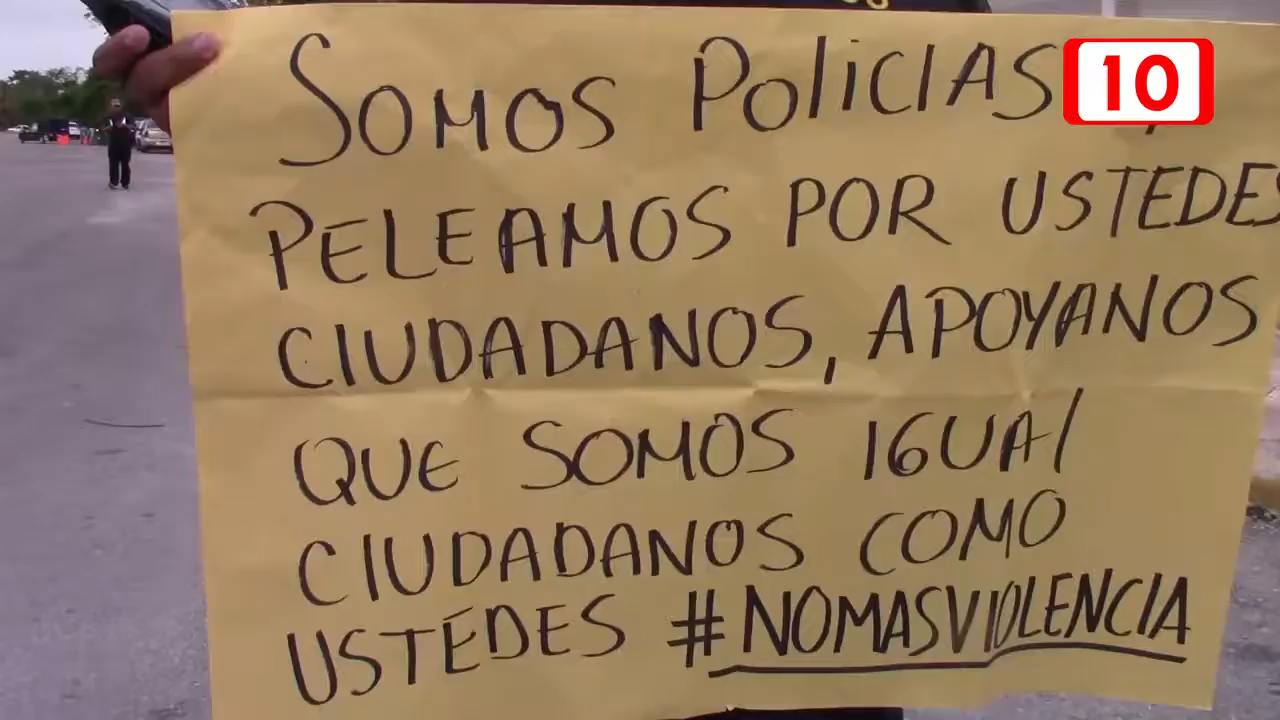 SOMOS POLICIAS,
10
PELEAMOS POR USTEDES
CIUDADANOS, APOYANOS
QUE SOMOS IGUAL
CIUDADANOS COMO
USTEDES #NOMASVIOLENCIA